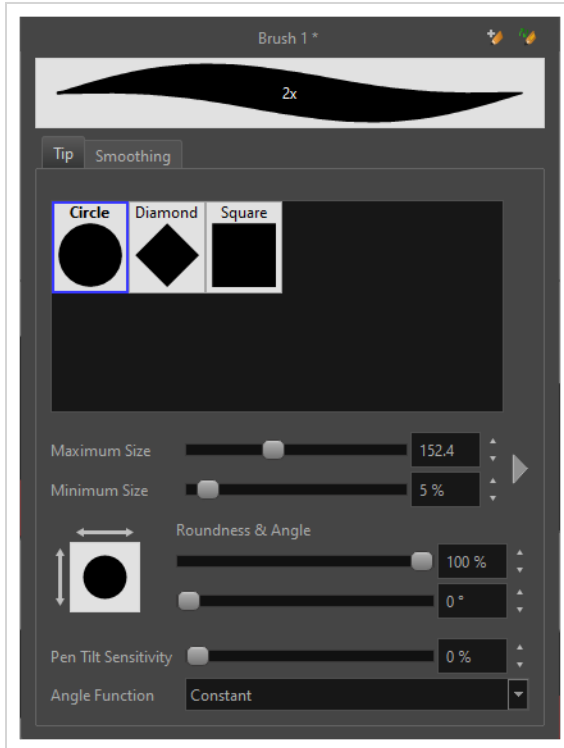 Brush 1 *
2x
Tip Smoothing
Circle Diamond Square
Maximum Size 152.4
Minimum Size 5 %
Roundness & Angle
100 %
0 °
Pen Tilt Sensitivity 0 %
Angle Function Constant